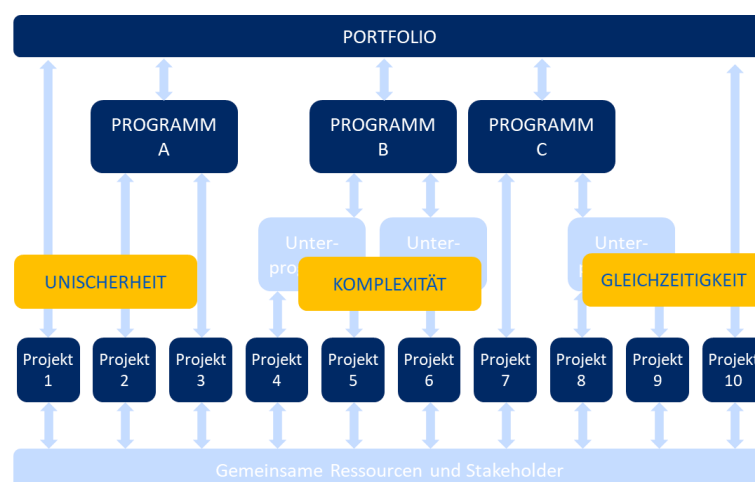 PORTFOLIO
PROGRAMM
A
PROGRAMM
B
PROGRAMM
C
Unter-
Unter-
Unter-
UNISCHERHEIT
KOMPLEXITÄT
GLEICHZEITIGKEIT
Projekt
1
Projekt
2
Projekt
3
Projekt
4
Projekt
5
Projekt
6
Projekt
7
Projekt
8
Projekt
9
Projekt
10
Gemeinsame Ressourcen und Stakeholder